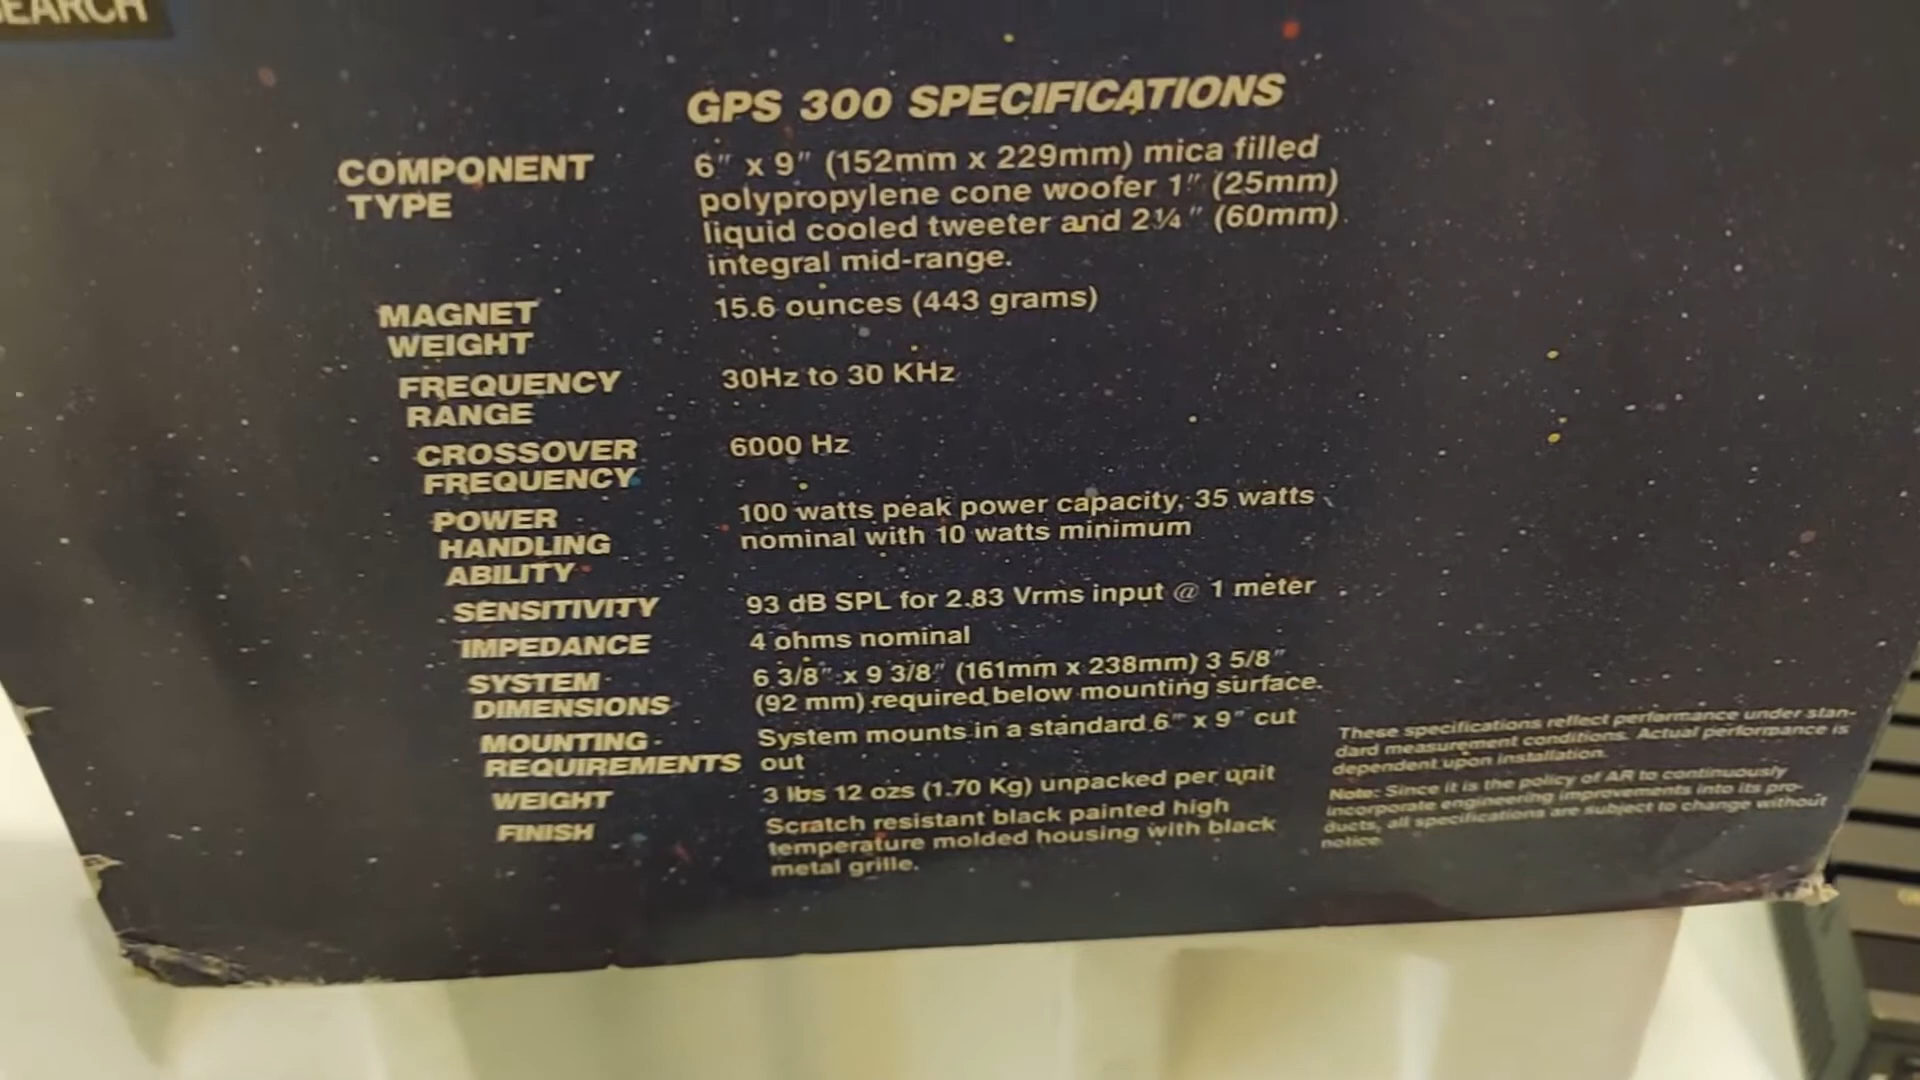 EARCH
GPS 300 SPECIFICATIONS
COMPONENT
TYPE
6" x 9" (152mm x 229mm) mica filled
polypropylene cone woofer 1" (25mm)
liquid cooled tweeter and 2¼" (60mm)
integral mid-range.
MAGNET
WEIGHT
15.6 ounces (443 grams)
FREQUENCY
RANGE
30Hz to 30 KHz
CROSSOVER
FREQUENCY
6000 Hz
POWER
HANDLING
ABILITY
100 watts peak power capacity, 35 watts
nominal with 10 watts minimum
SENSITIVITY
93 dB SPL for 2.83 Vrms input @ 1 meter
IMPEDANCE
4 ohms nominal
SYSTEM
DIMENSIONS
6 3/8" x 9 3/8" (161mm x 238mm) 3 5/8"
(92 mm) required below mounting surface.
MOUNTING
REQUIREMENTS
System mounts in a standard 6" x 9" cut
out
WEIGHT
3 lbs 12 ozs (1.70 Kg) unpacked per unit
FINISH
Scratch resistant black painted high
temperature molded housing with black
metal grille.
These specifications reflect performance under stan-
dard measurement conditions. Actual performance is
dependent upon installation.
Note: Since it is the policy of AR to continuously
incorporate engineering improvements into its pro-
ducts, all specifications are subject to change without
notice.